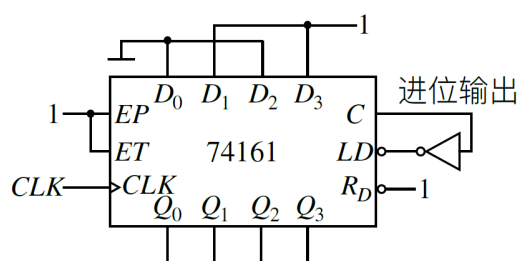 1
D₀ D₁ D₂ D₃
进位输出
1 EP C
ET 74161 LD
CLK CLK R_D 1
Q₀ Q₁ Q₂ Q₃